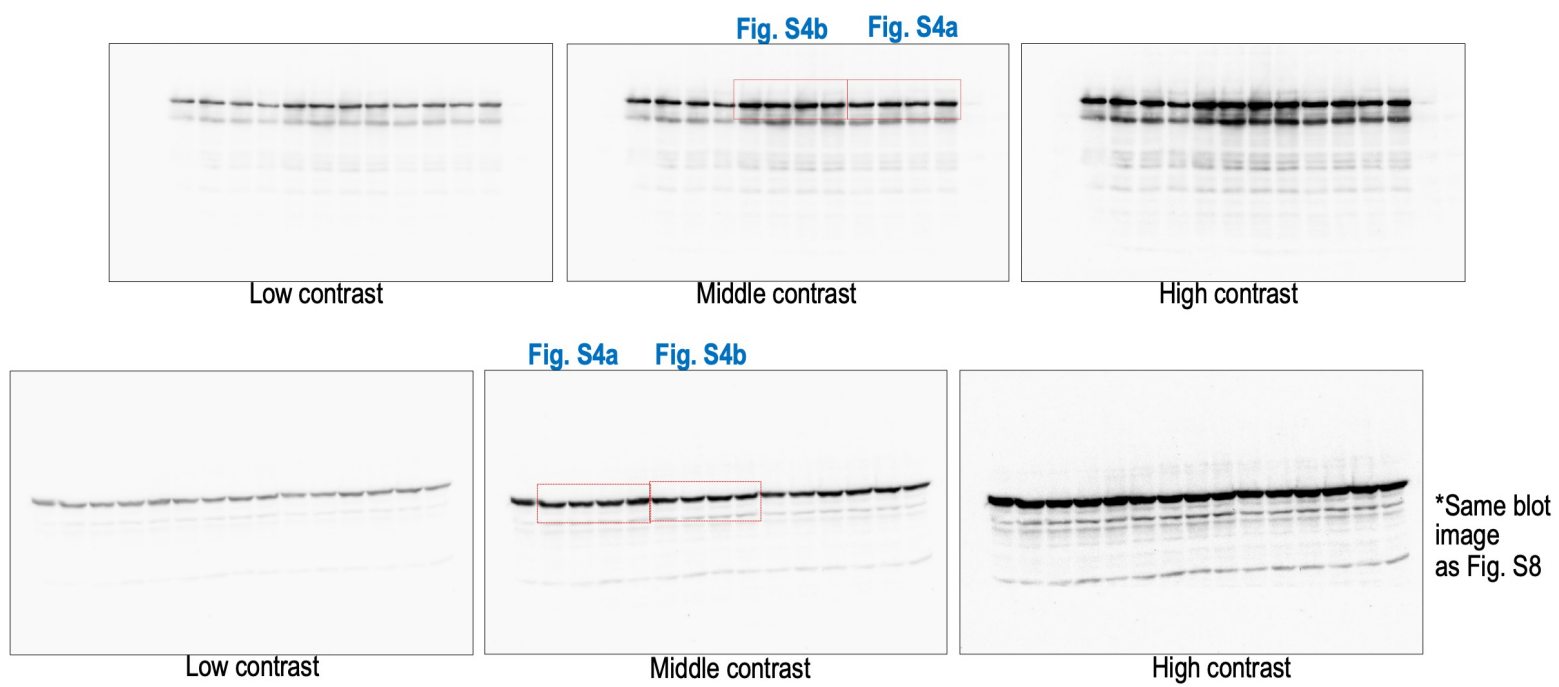 Fig. S4b Fig. S4a
Low contrast Middle contrast High contrast
Fig. S4a Fig. S4b
*Same blot
image
as Fig. S8
Low contrast Middle contrast High contrast